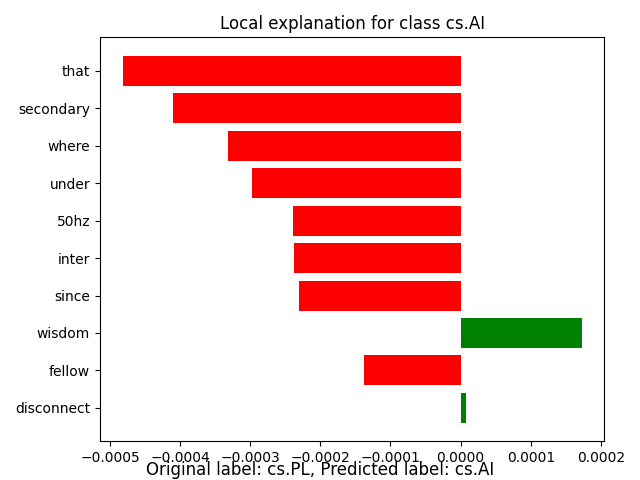 Local explanation for class cs.AI
that
secondary
where
under
50hz
inter
since
wisdom
fellow
disconnect
−0.0005 −0.0004 −0.0003 −0.0002 −0.0001 0.0000 0.0001 0.0002
Original label: cs.PL, Predicted label: cs.AI